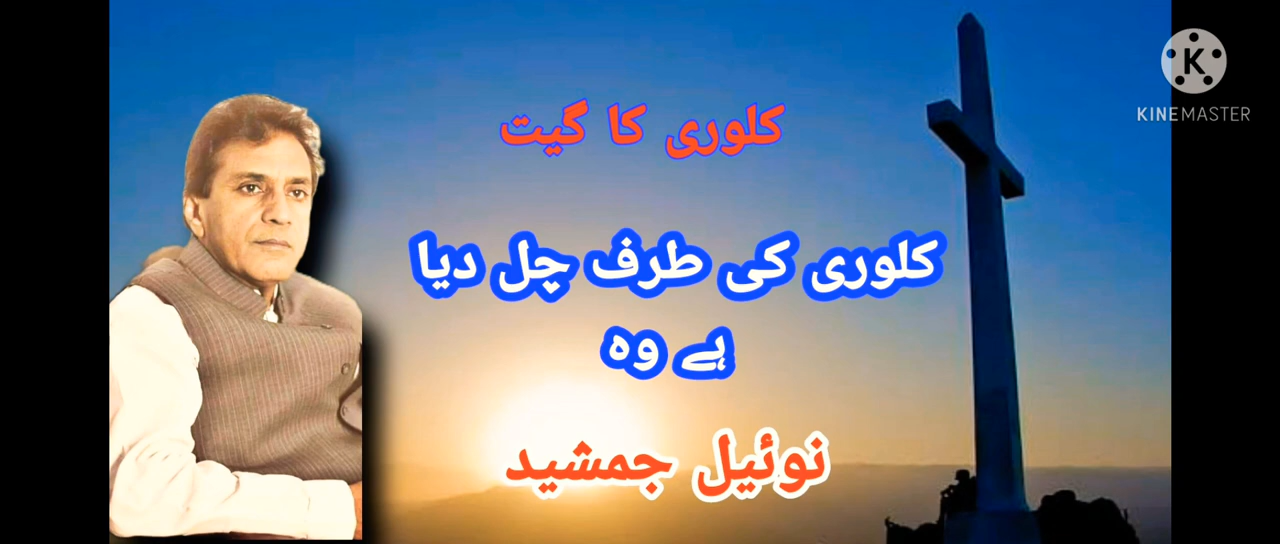 کلوری کا گیت
کلوری کی طرف چل دیا
ہے وہ
نوئیل جمشید
K
KINEMASTER